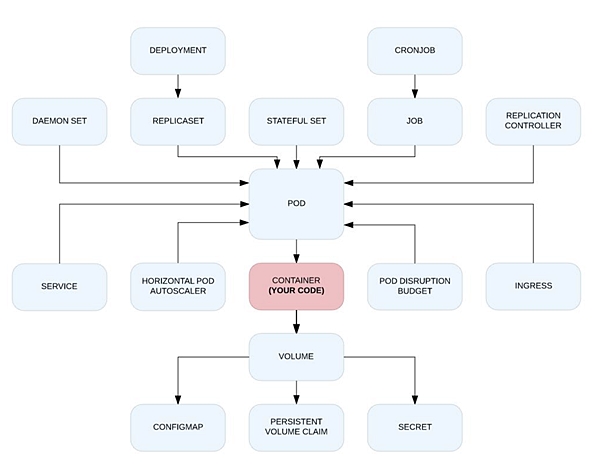 DEPLOYMENT
CRONJOB
DAEMON SET
REPLICASET
STATEFUL SET
JOB
REPLICATION
CONTROLLER
POD
SERVICE
HORIZONTAL POD
AUTOSCALER
CONTAINER
(YOUR CODE)
POD DISRUPTION
BUDGET
INGRESS
VOLUME
CONFIGMAP
PERSISTENT
VOLUME CLAIM
SECRET